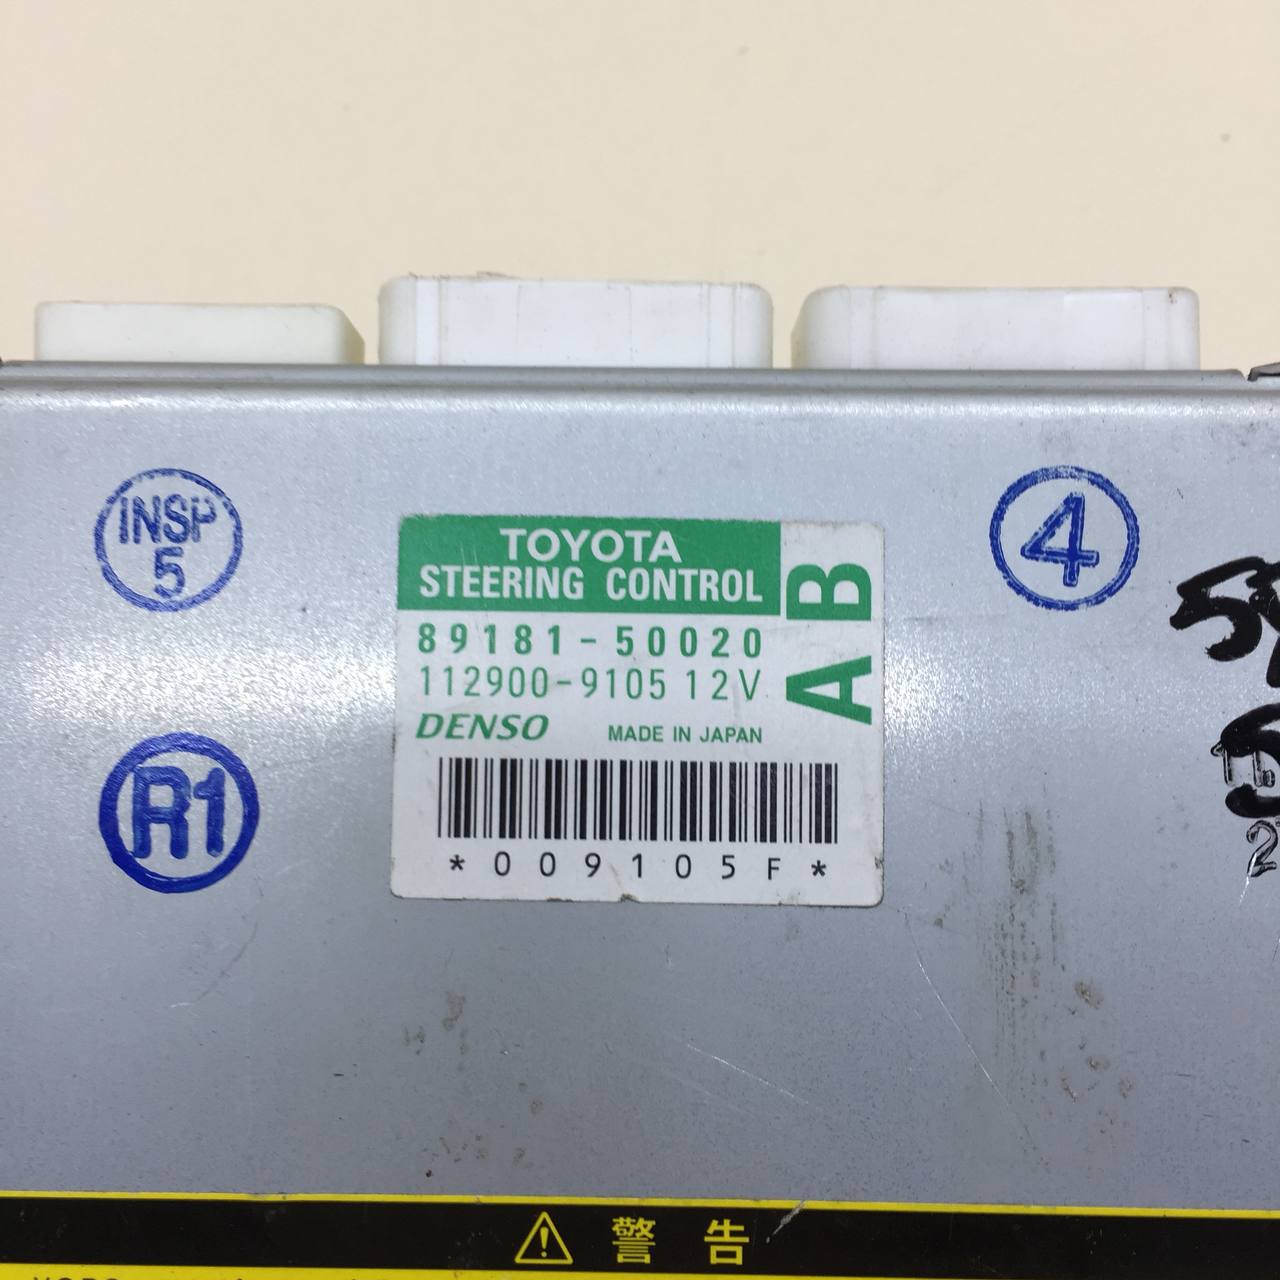 INSP
5
4
TOYOTA
STEERING CONTROL
AB
89181-50020
112900-9105 12V
DENSO MADE IN JAPAN
*009105F*
R1
警告